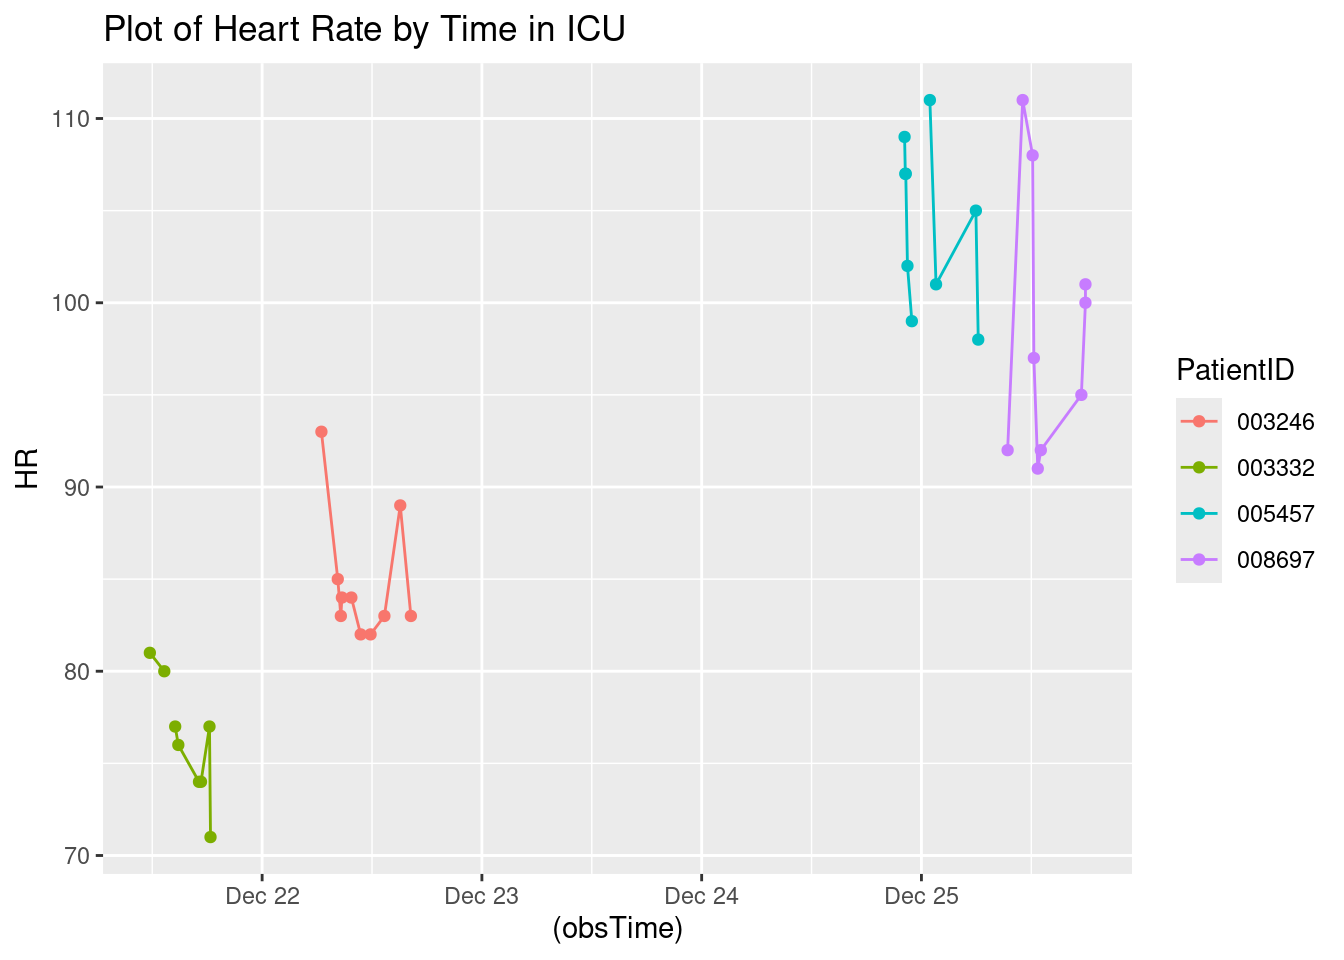 Plot of Heart Rate by Time in ICU
HR
110
100
90
80
70
Dec 22
Dec 23
Dec 24
Dec 25
(obsTime)
PatientID
003246
003332
005457
008697